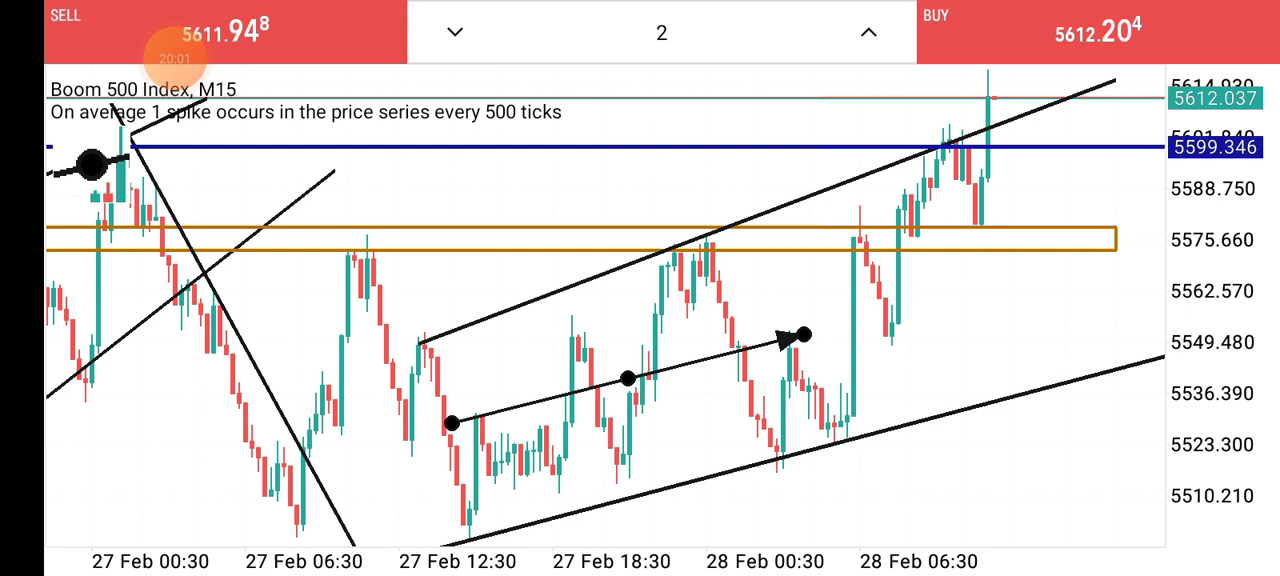 SELL
5611.948
20:01
2
BUY
5612.204
Boom 500 Index, M15
On average 1 spike occurs in the price series every 500 ticks
5612.037
5599.346
5588.750
5575.660
5562.570
5549.480
5536.390
5523.300
5510.210
27 Feb 00:30
27 Feb 06:30
27 Feb 12:30
27 Feb 18:30
28 Feb 00:30
28 Feb 06:30